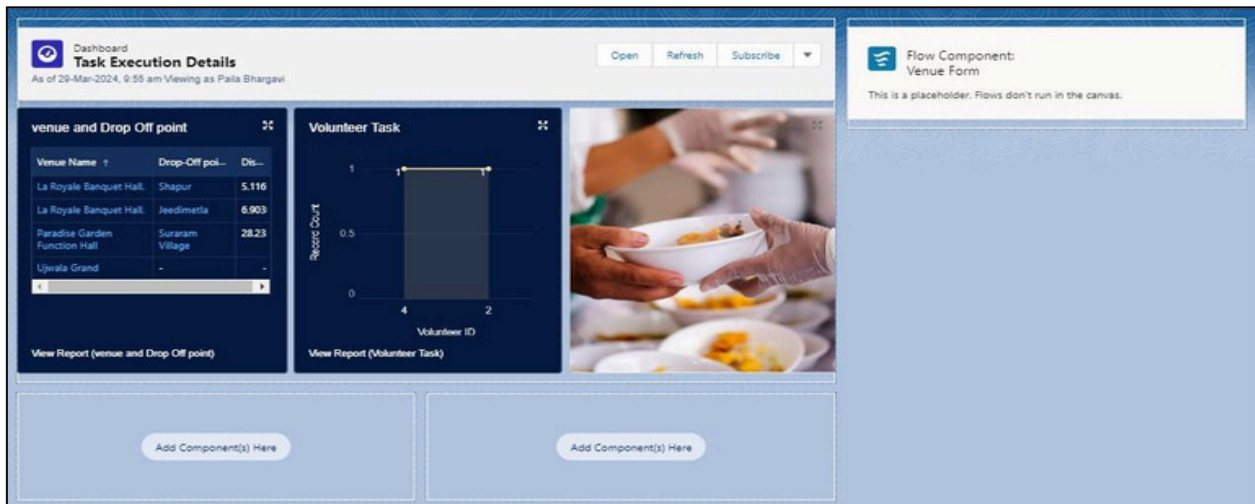 Dashboard
Task Execution Details
As of 29-Mar-2024, 9:55 am Viewing as Paila Bhargavi
Open
Refresh
Subscribe
Flow Component:
Venue Form
This is a placeholder. Flows don't run in the canvas.
venue and Drop Off point
Venue Name ↑ Drop-Off poi... Dis...
La Royale Banquet Hall. Shapur 5.116
La Royale Banquet Hall. Jeedimetla 6.903
Paradise Garden Suraram 28.23
Function Hall Village
Ujwala Grand - -
View Report (venue and Drop Off point)
Volunteer Task
Record Count
1
0.5
0
1 1
4 2
Volunteer ID
View Report (Volunteer Task)
Add Component(s) Here
Add Component(s) Here